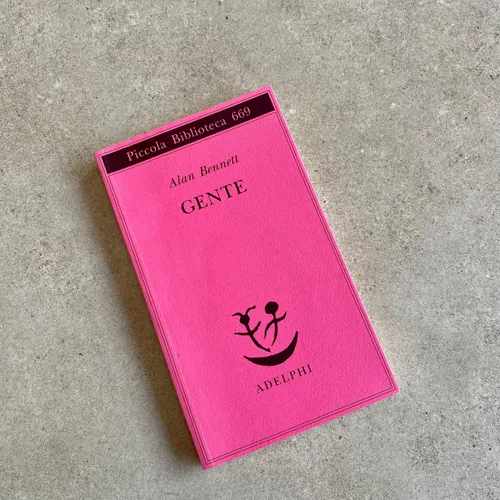 Piccola Biblioteca 669
Alan Bennett
GENTE
ADELPHI